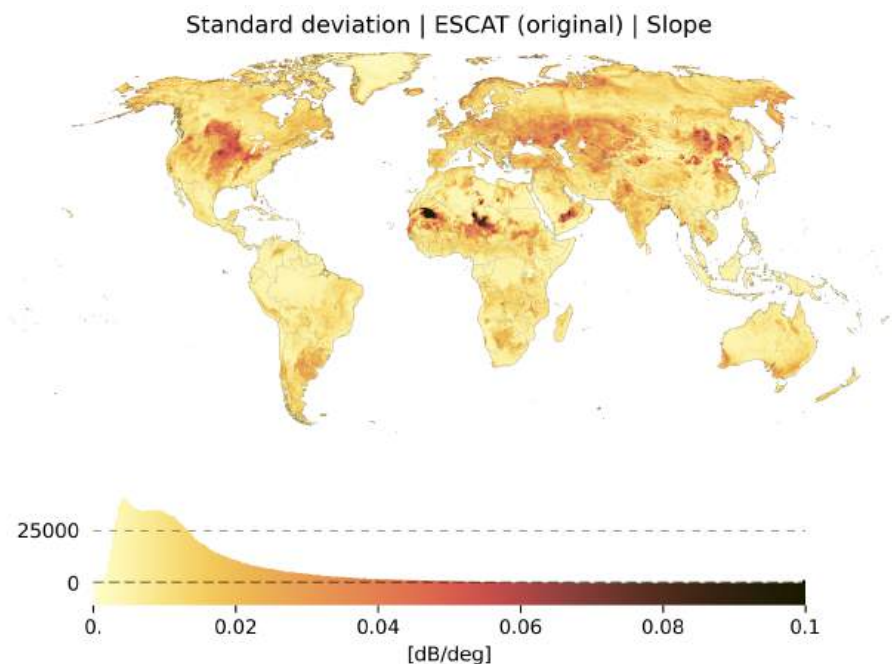 Standard deviation | ESCAT (original) | Slope
25000
0
0. 0.02 0.04 0.06 0.08 0.1
[dB/deg]